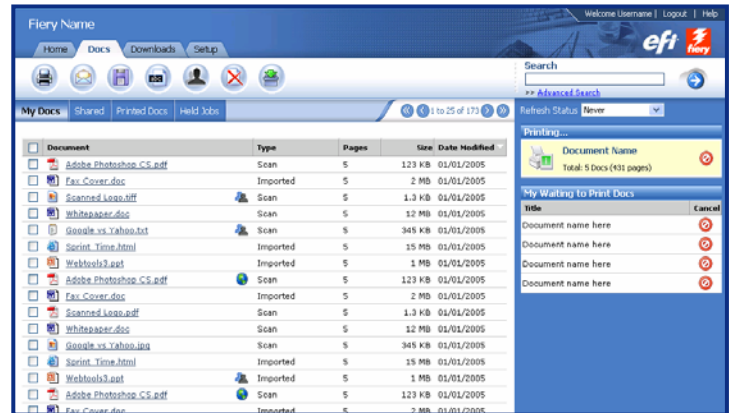 Fiery Name
Welcome Username | Logout | Help
Home Docs Downloads Setup
efi fiery
Search
>> Advanced Search
My Docs Shared Printed Docs Held Jobs
1 to 25 of 173
Refresh Status Never
Printing...
Document Name
Total: 5 Docs (431 pages)
My Waiting to Print Docs
Title Cancel
Document name here
Document name here
Document name here
Document name here
Document Type Pages Size Date Modified
Adobe Photoshop CS.pdf Scan 5 123 KB 01/01/2005
Fax Cover.doc Imported 5 2 MB 01/01/2005
Scanned Logo.tiff Scan 5 1.3 KB 01/01/2005
Whitepaper.doc Scan 5 12 MB 01/01/2005
Google vs Yahoo.txt Scan 5 345 KB 01/01/2005
Sprint_Time.html Imported 5 15 MB 01/01/2005
Webtools3.ppt Imported 5 1 MB 01/01/2005
Adobe Photoshop CS.pdf Scan 5 123 KB 01/01/2005
Fax Cover.doc Imported 5 2 MB 01/01/2005
Scanned Logo.pdf Scan 5 1.3 KB 01/01/2005
Whitepaper.doc Scan 5 12 MB 01/01/2005
Google vs Yahoo.jpg Scan 5 345 KB 01/01/2005
Sprint_Time.html Imported 5 15 MB 01/01/2005
Webtools3.ppt Imported 5 1 MB 01/01/2005
Adobe Photoshop CS.pdf Scan 5 123 KB 01/01/2005
Fax Cover.doc Imported 5 2 MB 01/01/2005